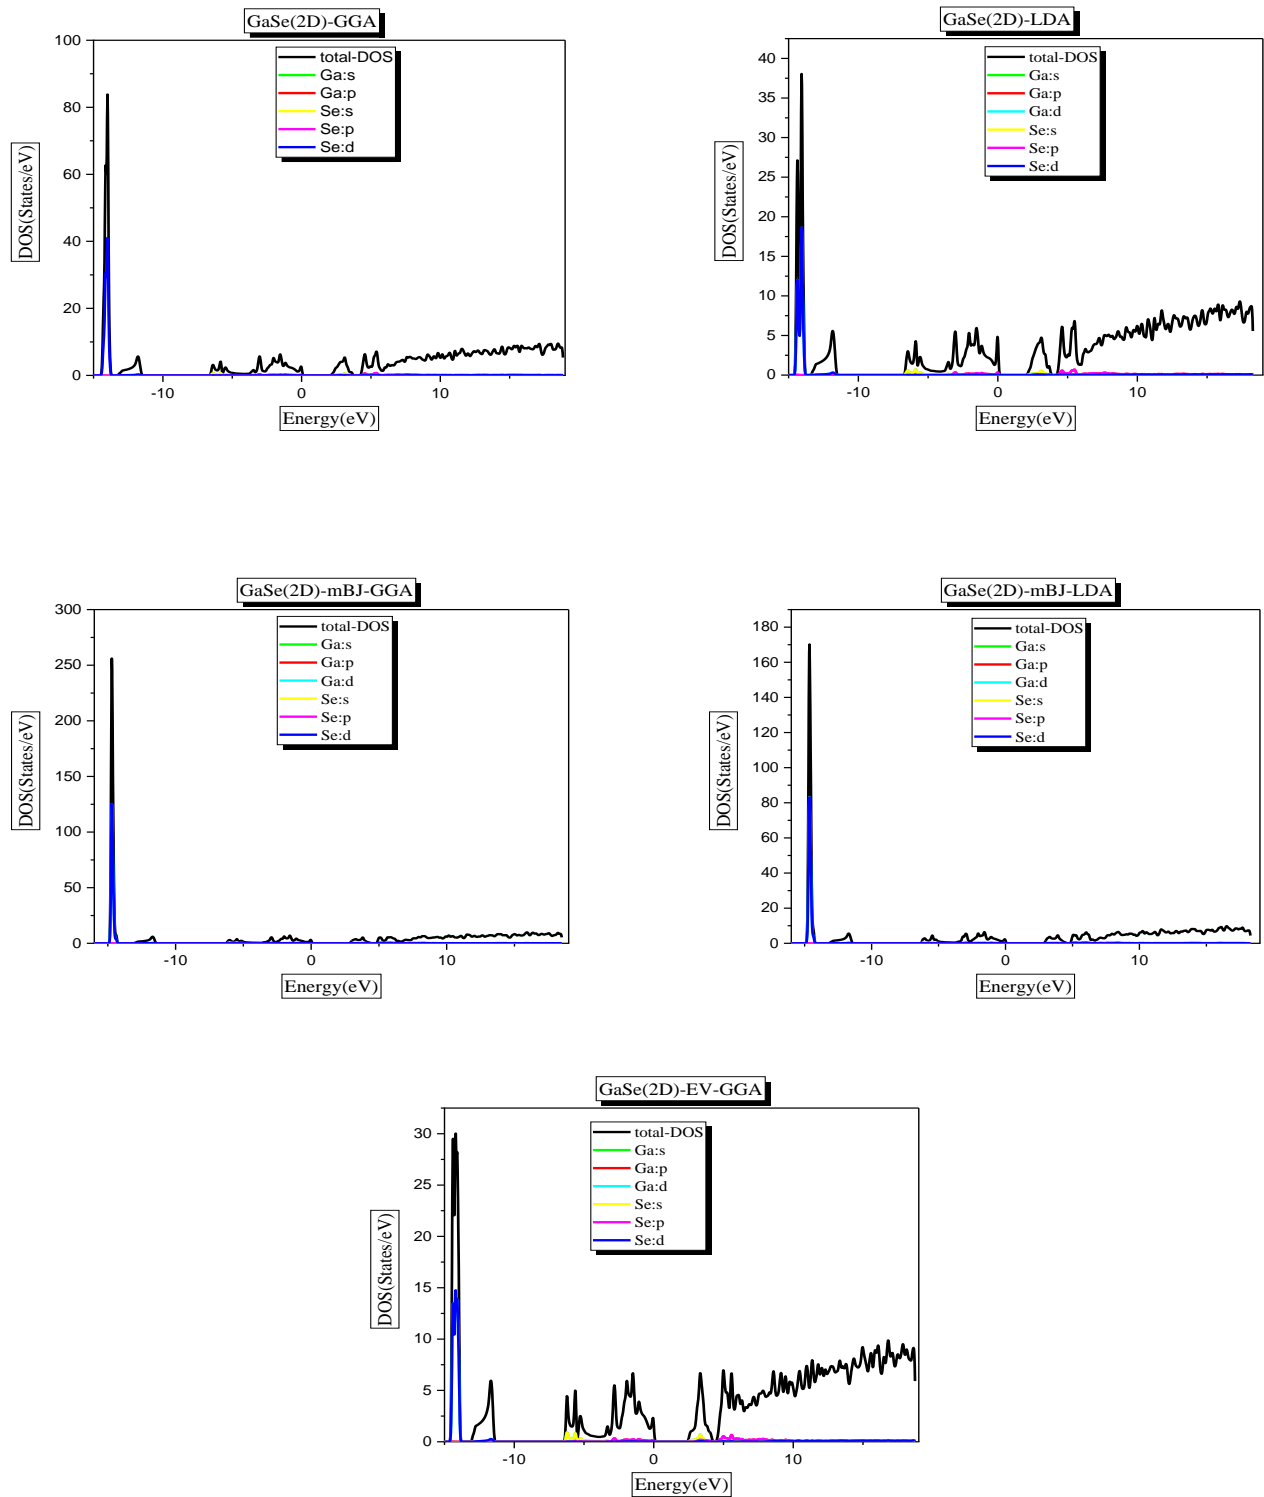 GaSe(2D)-GGA
100
80
60
40
20
0
DOS(States/eV)
total-DOS
Ga:s
Ga:p
Se:s
Se:p
Se:d
-10
0
10
Energy(eV)
GaSe(2D)-LDA
40
35
30
25
20
15
10
5
0
DOS(States/eV)
total-DOS
Ga:s
Ga:p
Ga:d
Se:s
Se:p
Se:d
-10
0
10
Energy(eV)
GaSe(2D)-mBJ-GGA
300
250
200
150
100
50
0
DOS(States/eV)
total-DOS
Ga:s
Ga:p
Ga:d
Se:s
Se:p
Se:d
-10
0
10
Energy(eV)
GaSe(2D)-mBJ-LDA
180
160
140
120
100
80
60
40
20
0
DOS(States/eV)
total-DOS
Ga:s
Ga:p
Ga:d
Se:s
Se:p
Se:d
-10
0
10
Energy(eV)
GaSe(2D)-EV-GGA
30
25
20
15
10
5
0
DOS(States/eV)
total-DOS
Ga:s
Ga:p
Ga:d
Se:s
Se:p
Se:d
-10
0
10
Energy(eV)